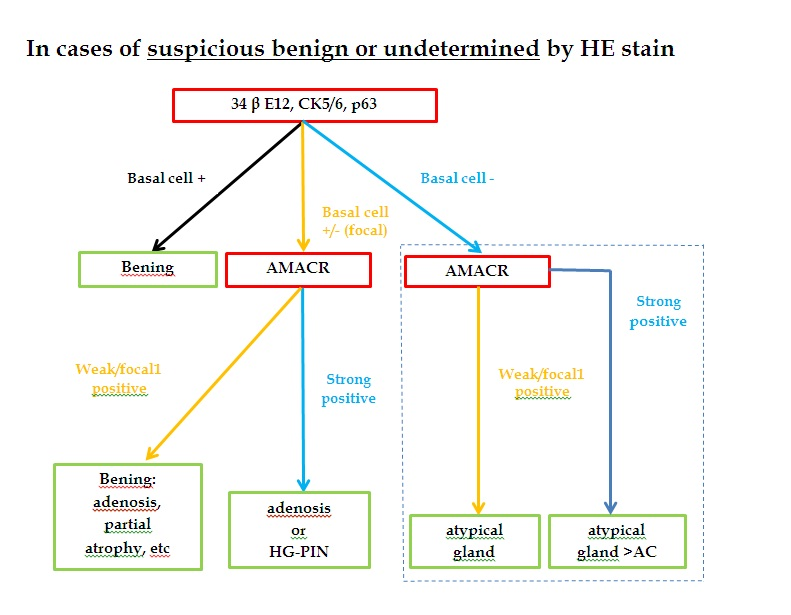 In cases of suspicious benign or undetermined by HE stain
34 β E12, CK5/6, p63
Basal cell +
Basal cell -
Basal cell
+/- (focal)
Bening
AMACR
AMACR
Strong
positive
Weak/focal1
positive
Strong
positive
Weak/focal1
positive
Bening:
adenosis,
partial
atrophy, etc
adenosis
or
HG-PIN
atypical
gland
atypical
gland >AC